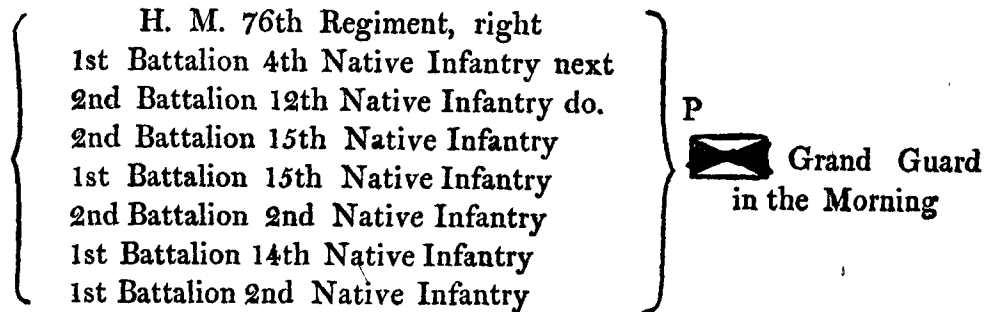 H. M. 76th Regiment, right
1st Battalion 4th Native Infantry next
2nd Battalion 12th Native Infantry do.
2nd Battalion 15th Native Infantry
1st Battalion 15th Native Infantry
2nd Battalion 2nd Native Infantry
1st Battalion 14th Native Infantry
1st Battalion 2nd Native Infantry
P
Grand Guard
in the Morning